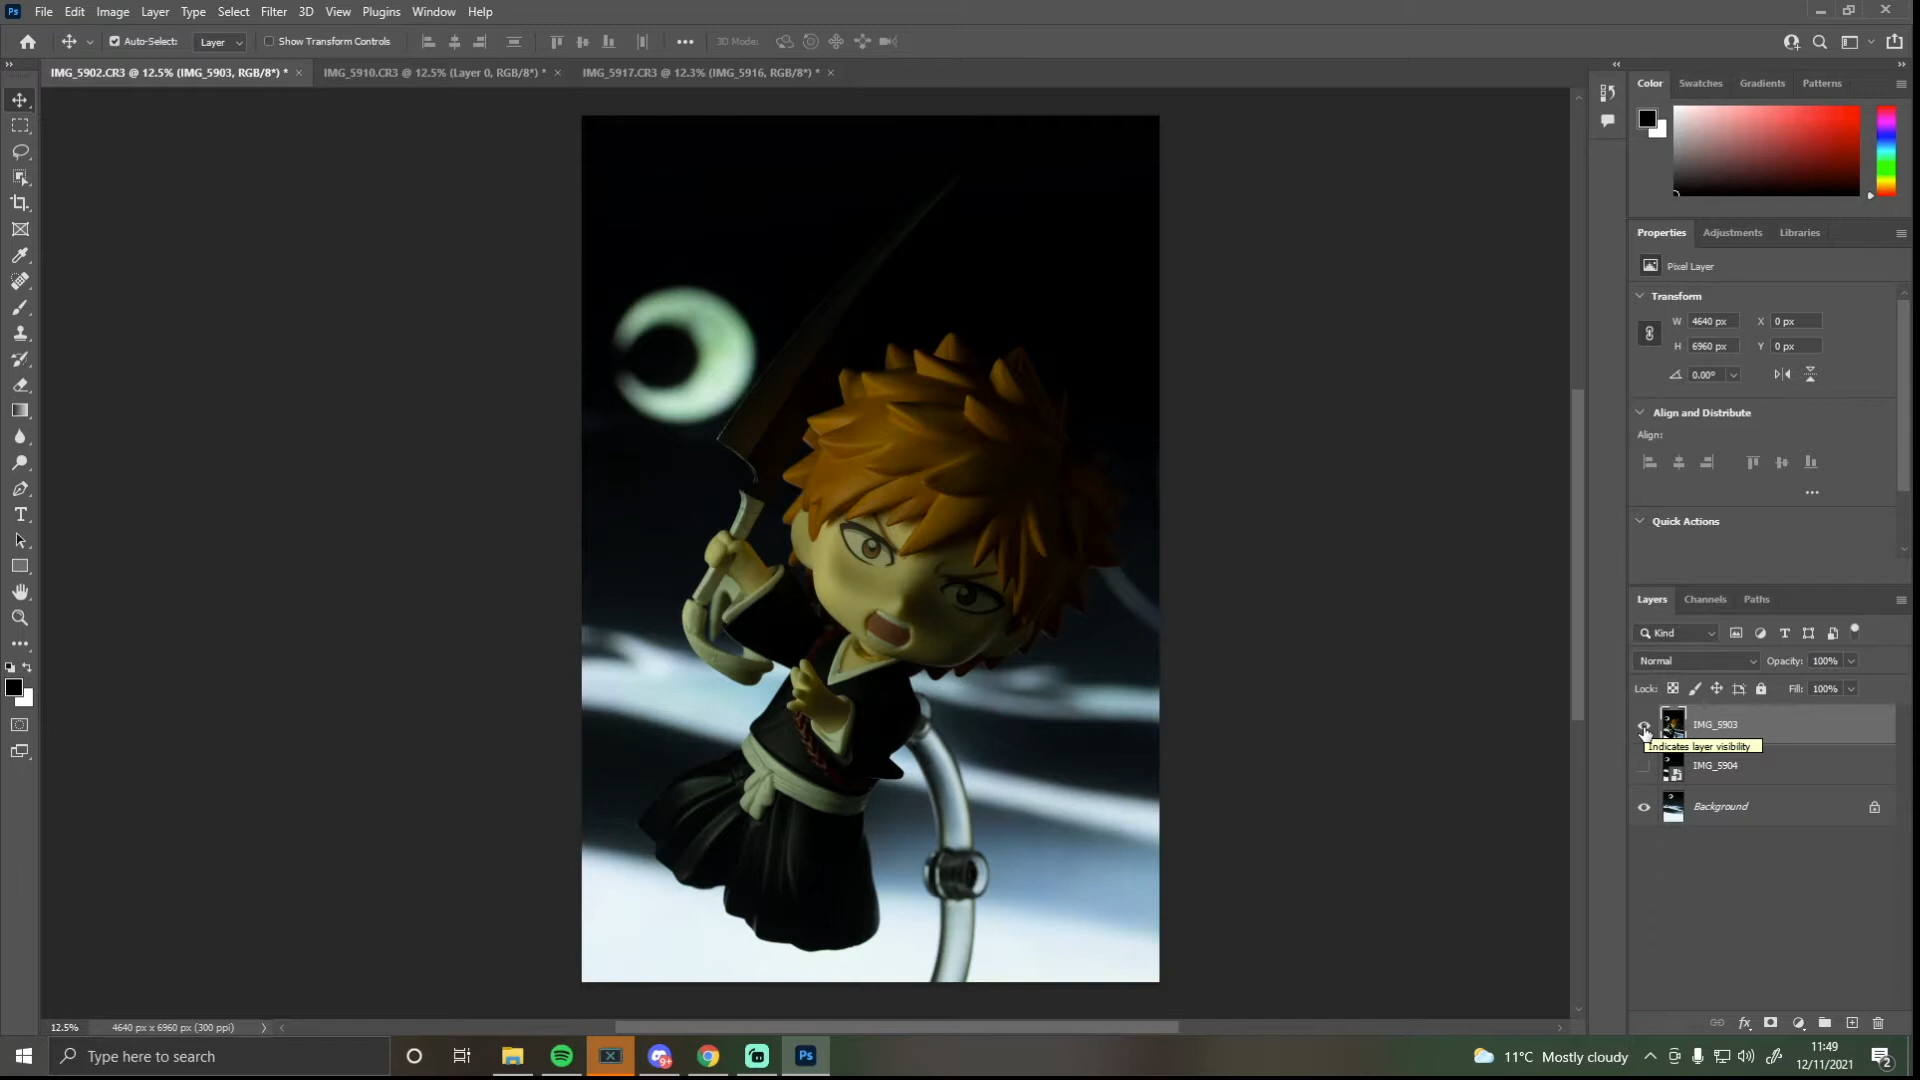 Ps File Edit Image Layer Type Select Filter 3D View Plugins Window Help
Auto-Select: Layer Show Transform Controls 3D Mode:
IMG_5902.CR3 @ 12.5% (IMG_5903, RGB/8*) * IMG_5910.CR3 @ 12.5% (Layer 0, RGB/8*) * IMG_5917.CR3 @ 12.3% (IMG_5916, RGB/8*) *
Color Swatches Gradients Patterns
Properties Adjustments Libraries
Pixel Layer
Transform
W 4640 px X 0 px
H 6960 px Y 0 px
0.00°
Align and Distribute
Align:
Quick Actions
Layers Channels Paths
Kind
Normal Opacity: 100%
Lock: Fill: 100%
IMG_5903
Indicates layer visibility
IMG_5904
Background
12.5% 4640 px x 6960 px (300 ppi)
Type here to search 9+ Ps 11°C Mostly cloudy 11:49
12/11/2021 2